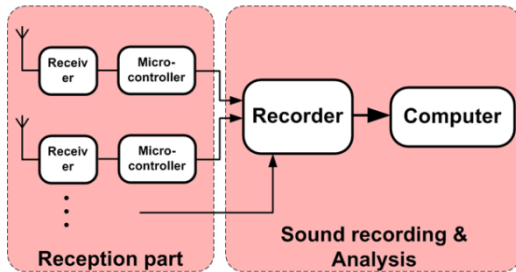 Receiv
er
Micro-
controller
Recorder
Computer
Receiv
er
Micro-
controller
Reception part
Sound recording &
Analysis